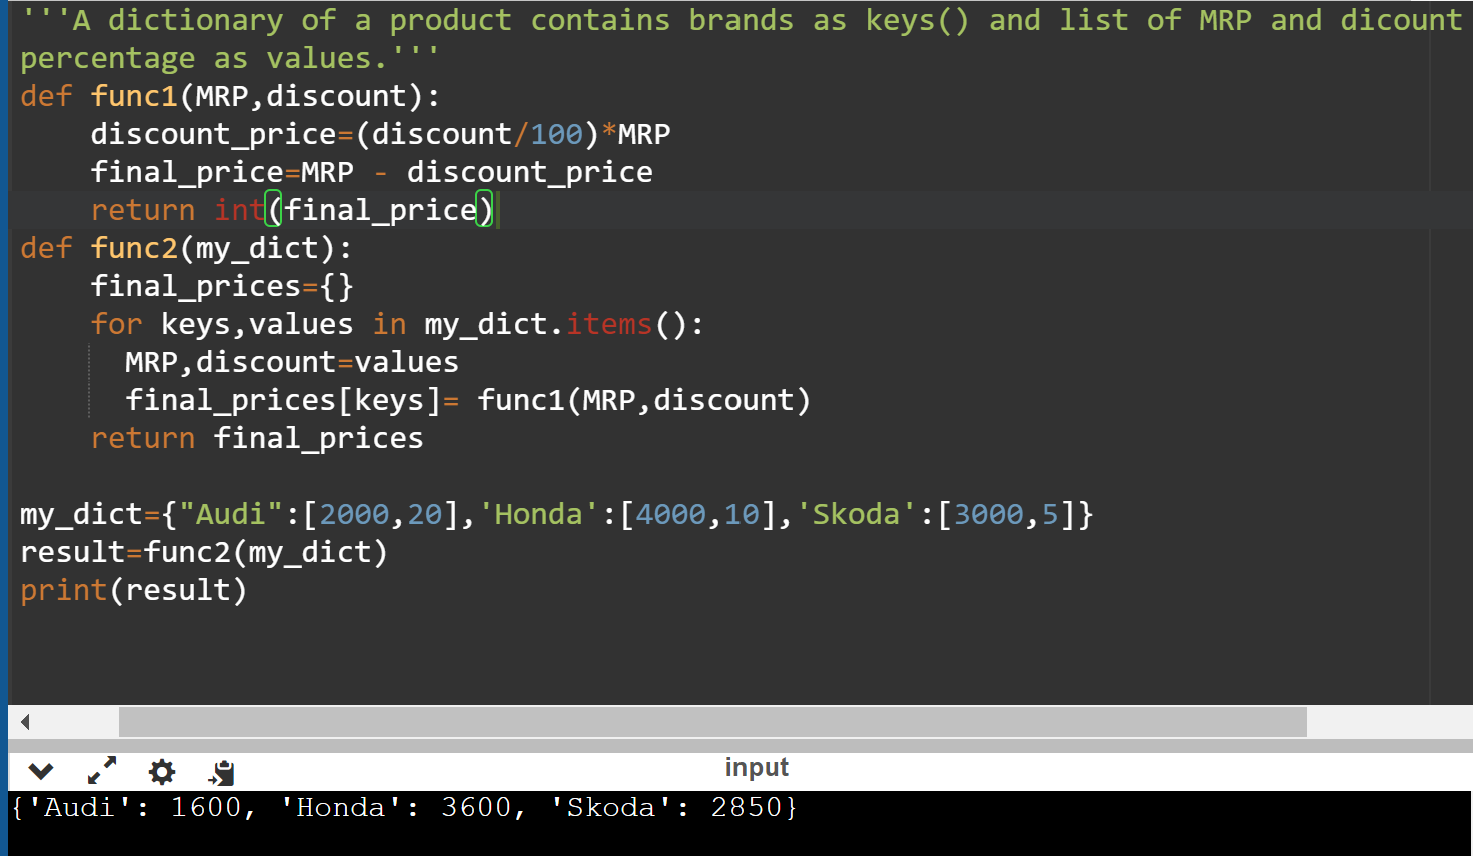 '''A dictionary of a product contains brands as keys() and list of MRP and dicount
percentage as values.'''
def func1(MRP,discount):
    discount_price=(discount/100)*MRP
    final_price=MRP - discount_price
    return int(final_price)
def func2(my_dict):
    final_prices={}
    for keys,values in my_dict.items():
      MRP,discount=values
      final_prices[keys]= func1(MRP,discount)
    return final_prices

my_dict={"Audi":[2000,20],'Honda':[4000,10],'Skoda':[3000,5]}
result=func2(my_dict)
print(result)
input
{'Audi': 1600, 'Honda': 3600, 'Skoda': 2850}